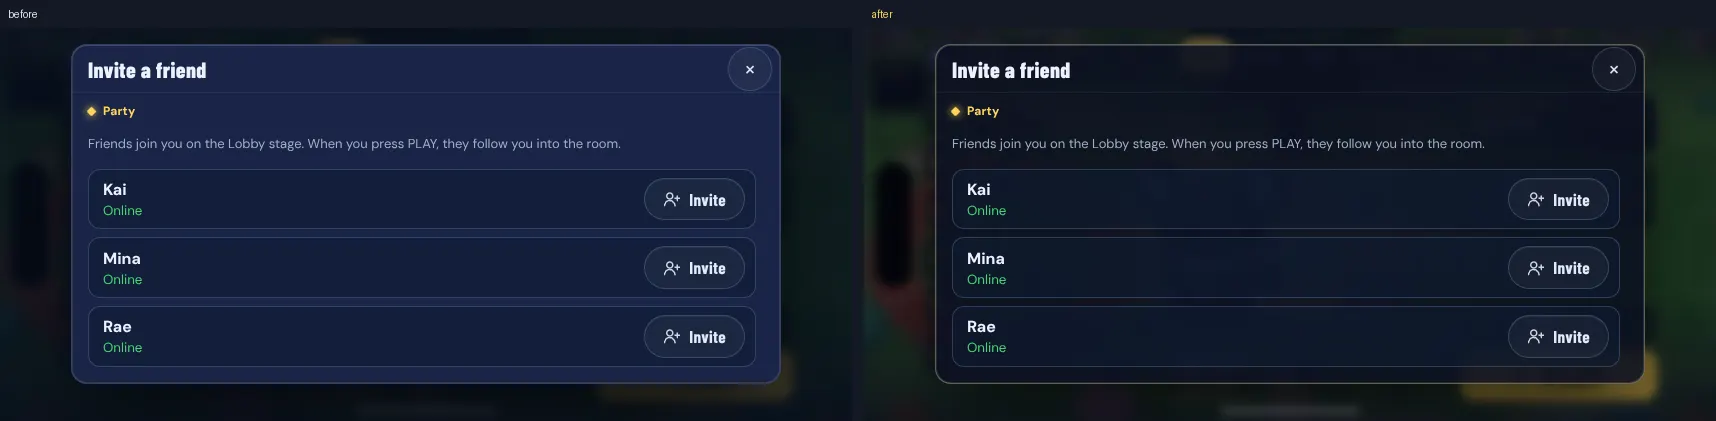 before
Invite a friend
×
Party
Friends join you on the Lobby stage. When you press PLAY, they follow you into the room.
Kai
Online
Invite
Mina
Online
Invite
Rae
Online
Invite
after
Invite a friend
×
Party
Friends join you on the Lobby stage. When you press PLAY, they follow you into the room.
Kai
Online
Invite
Mina
Online
Invite
Rae
Online
Invite